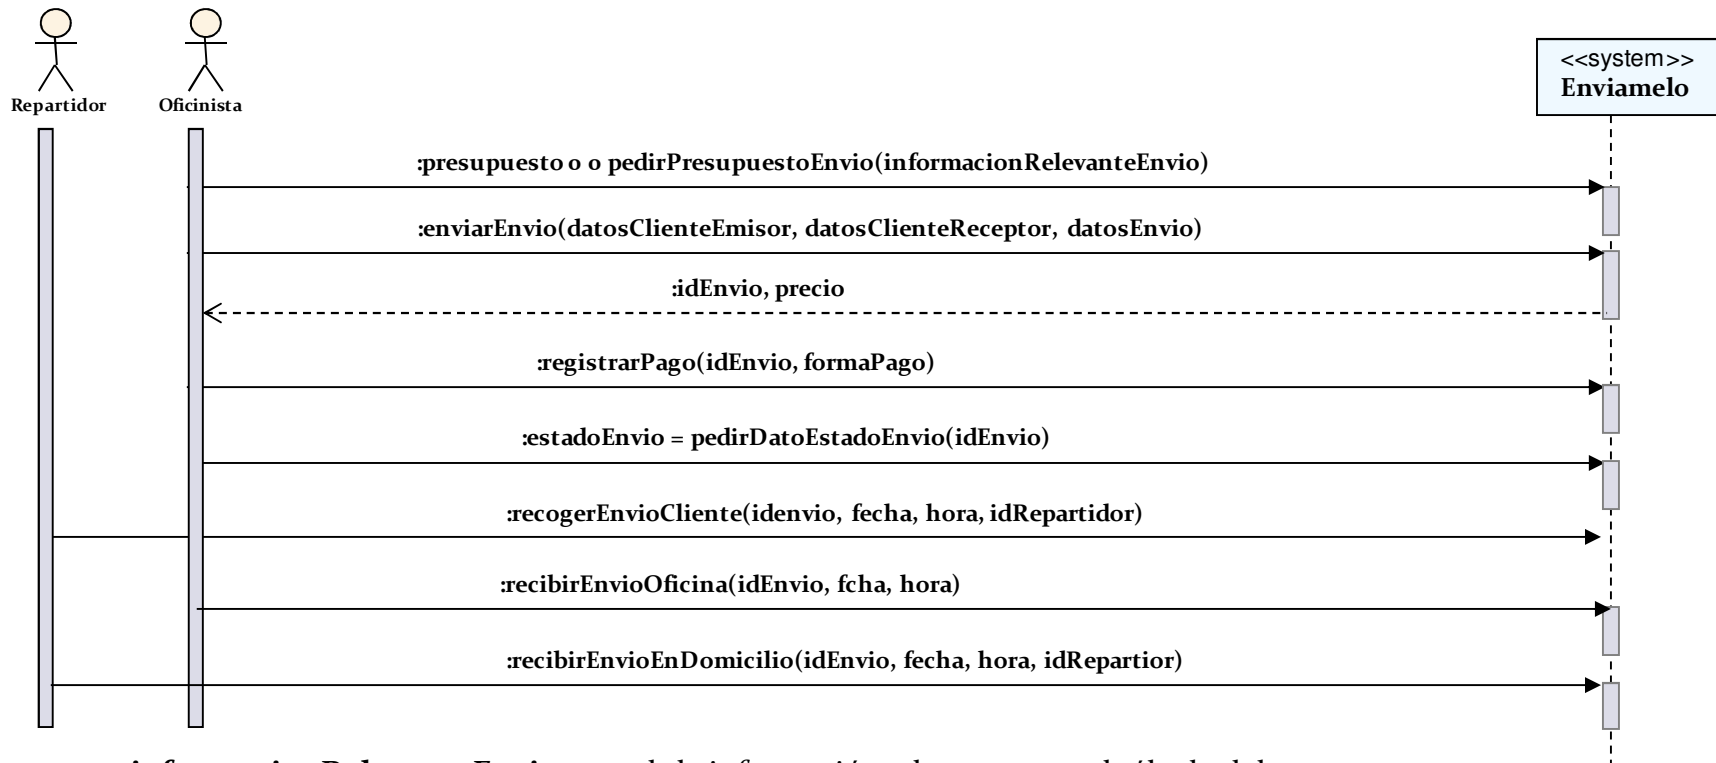 <<system>>
Enviamelo
Repartidor
Oficinista
:presupuesto o o pedirPresupuestoEnvio(informacionRelevanteEnvio)
:enviarEnvio(datosClienteEmisor, datosClienteReceptor, datosEnvio)
:idEnvio, precio
:registrarPago(idEnvio, formaPago)
:estadoEnvio = pedirDatoEstadoEnvio(idEnvio)
:recogerEnvioCliente(idenvio, fecha, hora, idRepartidor)
:recibirEnvioOficina(idEnvio, fcha, hora)
:recibirEnvioEnDomicilio(idEnvio, fecha, hora, idRepartior)